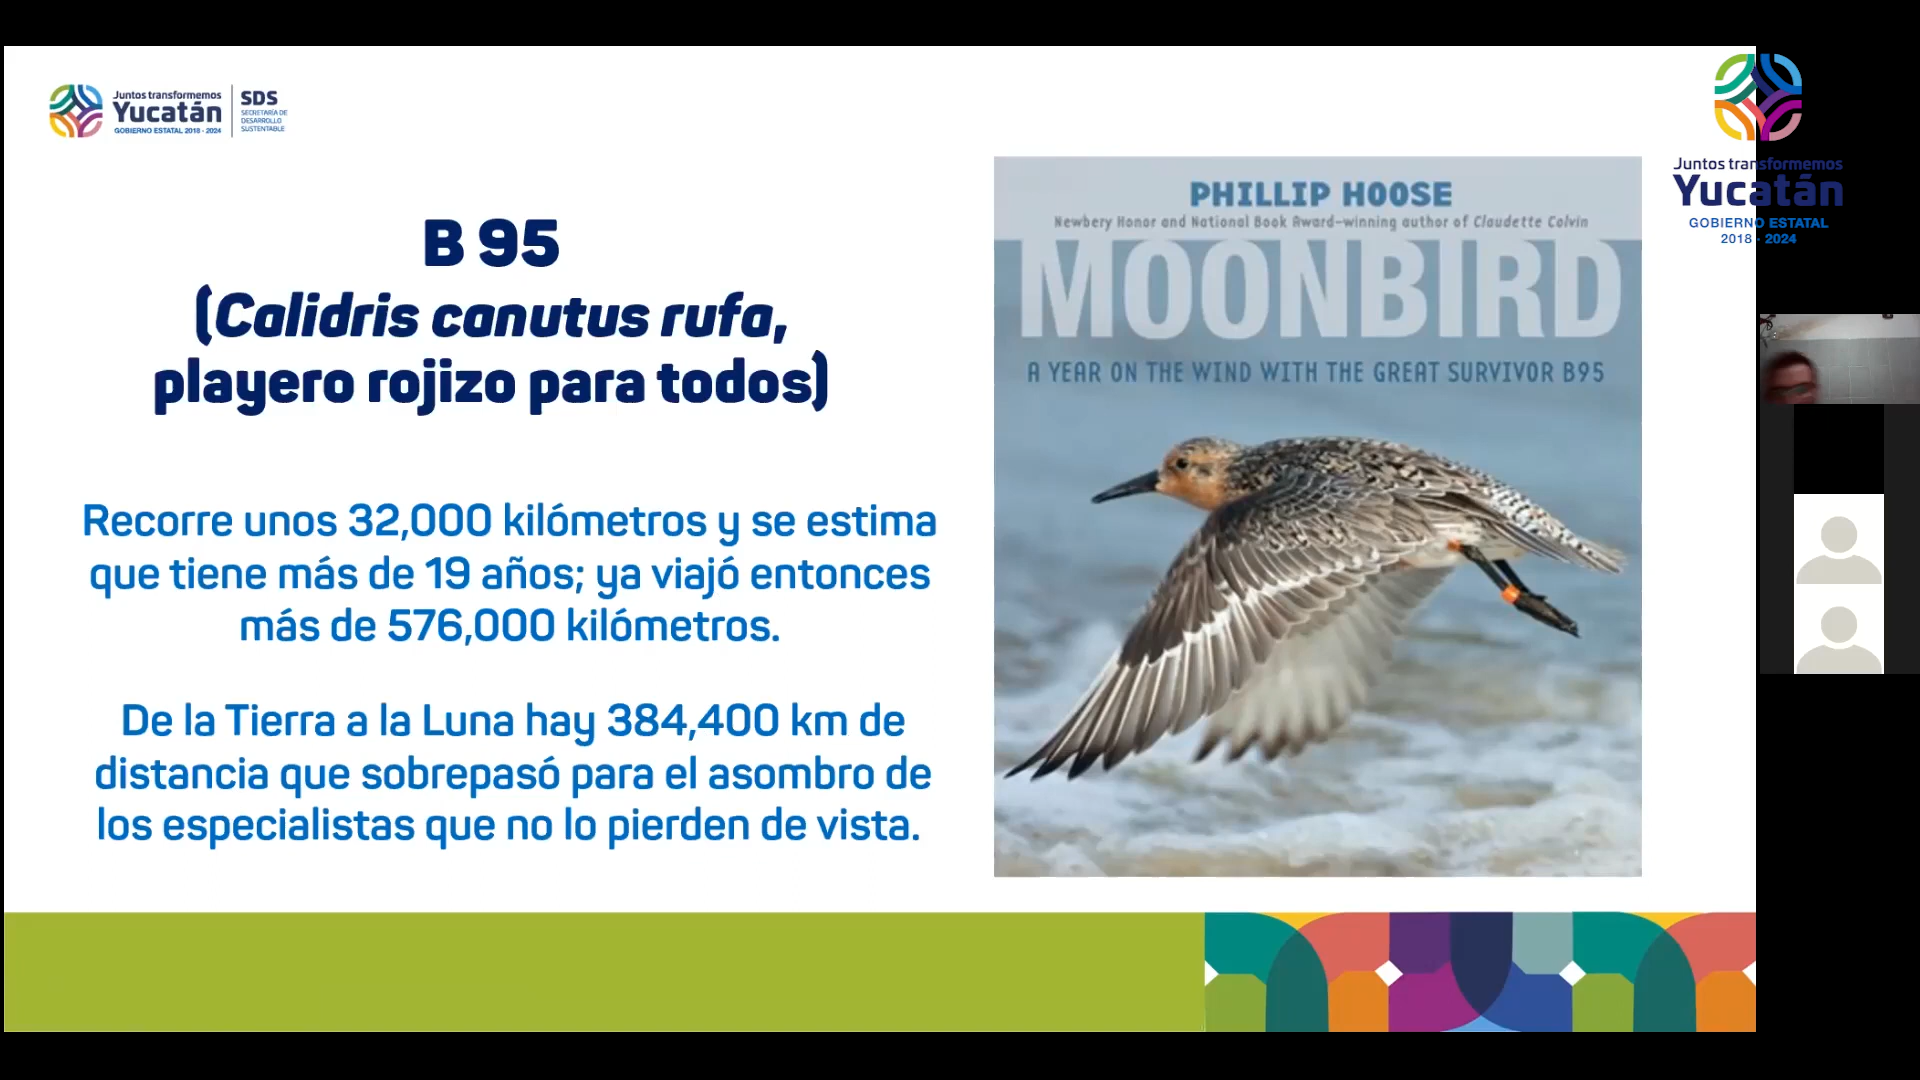 Juntos transformemos
Yucatán
GOBIERNO ESTATAL 2018 - 2024
SDS
SECRETARÍA DE
DESARROLLO
SUSTENTABLE
B 95
(Calidris canutus rufa,
playero rojizo para todos)
Recorre unos 32,000 kilómetros y se estima
que tiene más de 19 años; ya viajó entonces
más de 576,000 kilómetros.
De la Tierra a la Luna hay 384,400 km de
distancia que sobrepasó para el asombro de
los especialistas que no lo pierden de vista.
PHILLIP HOOSE
Newbery Honor and National Book Award–winning author of Claudette Colvin
MOONBIRD
A YEAR ON THE WIND WITH THE GREAT SURVIVOR B95
Juntos transformemos
Yucatán
GOBIERNO ESTATAL
2018 - 2024